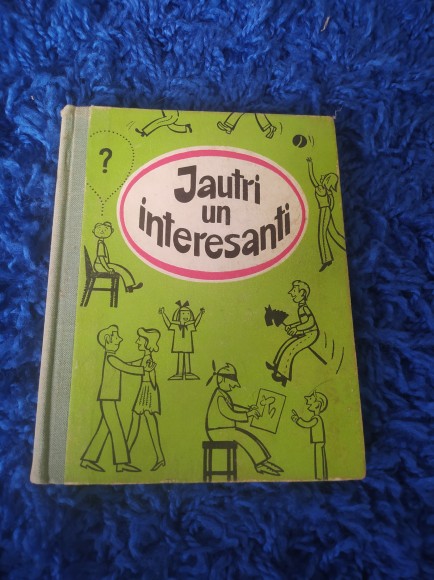 ?
Jautri
un
interesanti